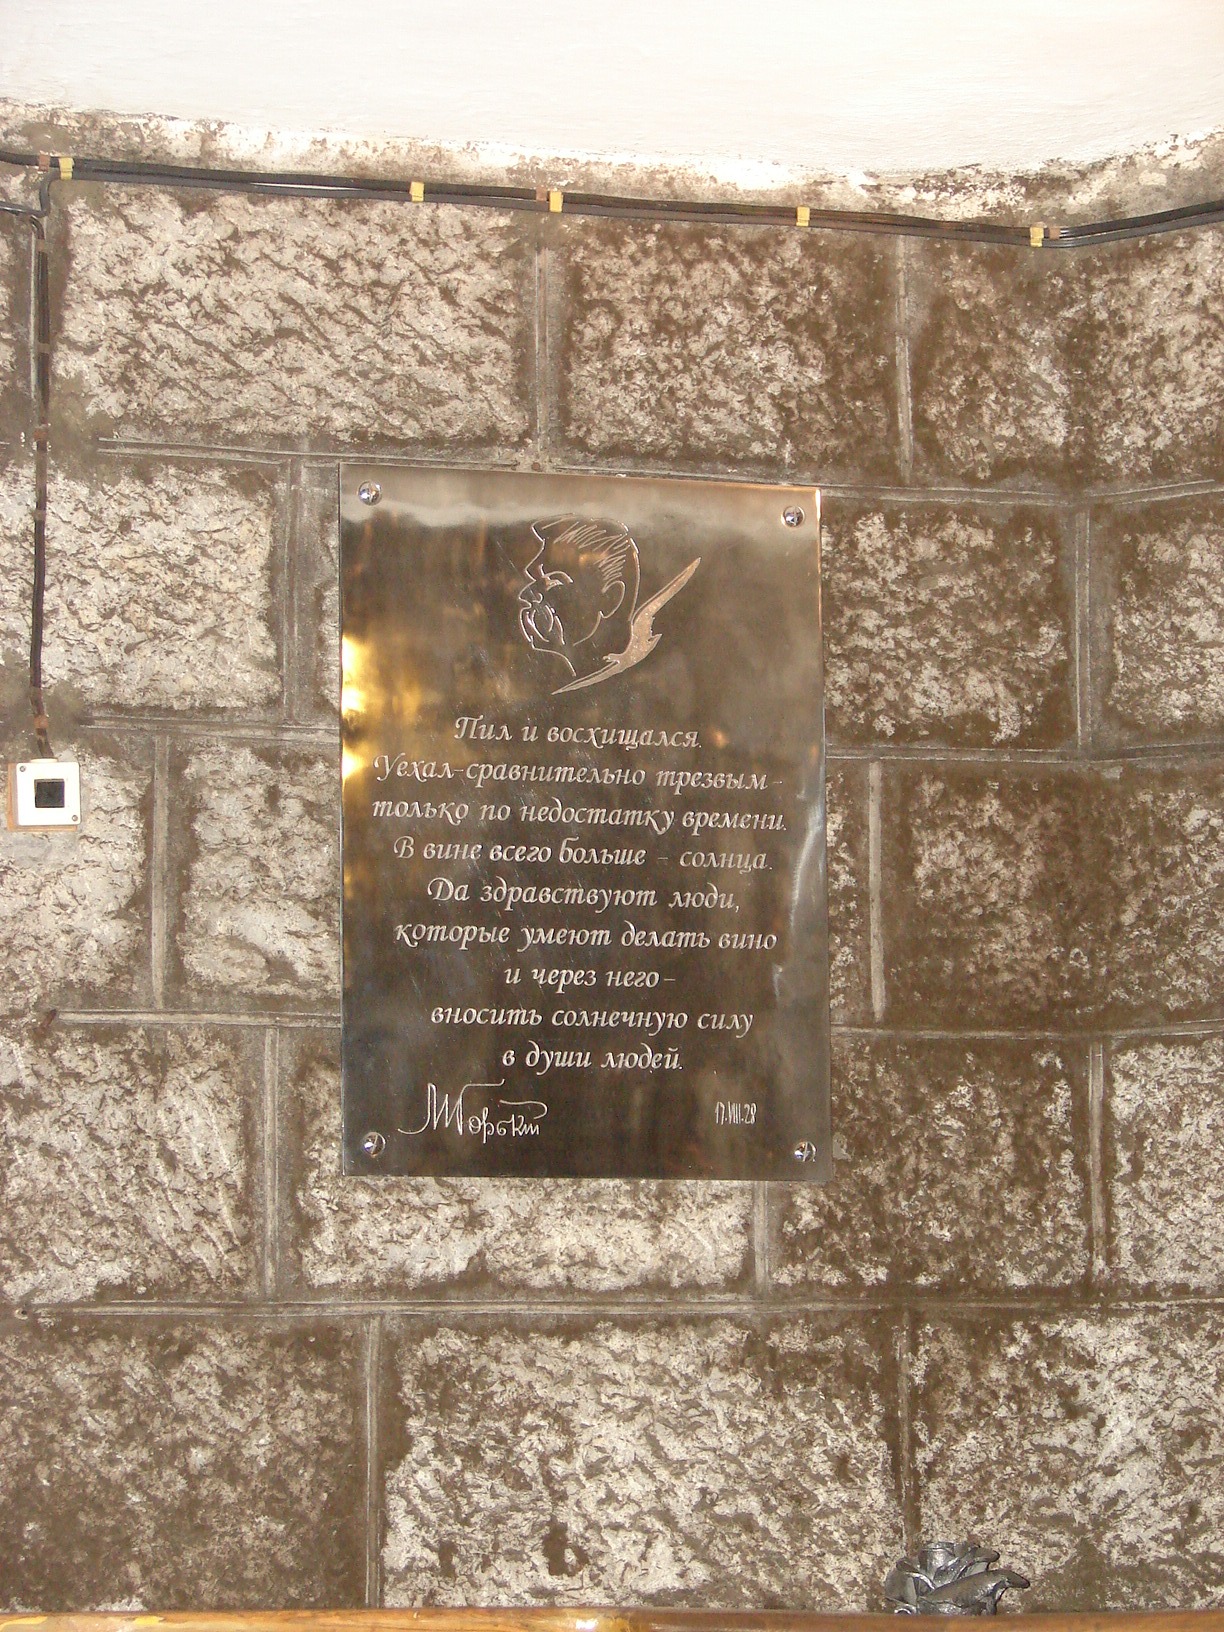 Пил и восхищался.
Уехал-сравнительно трезвым-
только по недостатку времени.
В вине всего больше - солнца.
Да здравствуют люди,
которые умеют делать вино
и через него-
вносить солнечную силу
в души людей.
МГорький 17.VIII.28